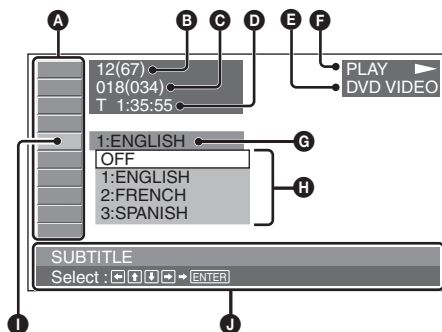 A B C D E F
12(67)
018(034)
T 1:35:55
PLAY
DVD VIDEO
1:ENGLISH
G
OFF
1:ENGLISH
2:FRENCH
3:SPANISH
H
SUBTITLE
Select : ←↑↓→ → ENTER
I J